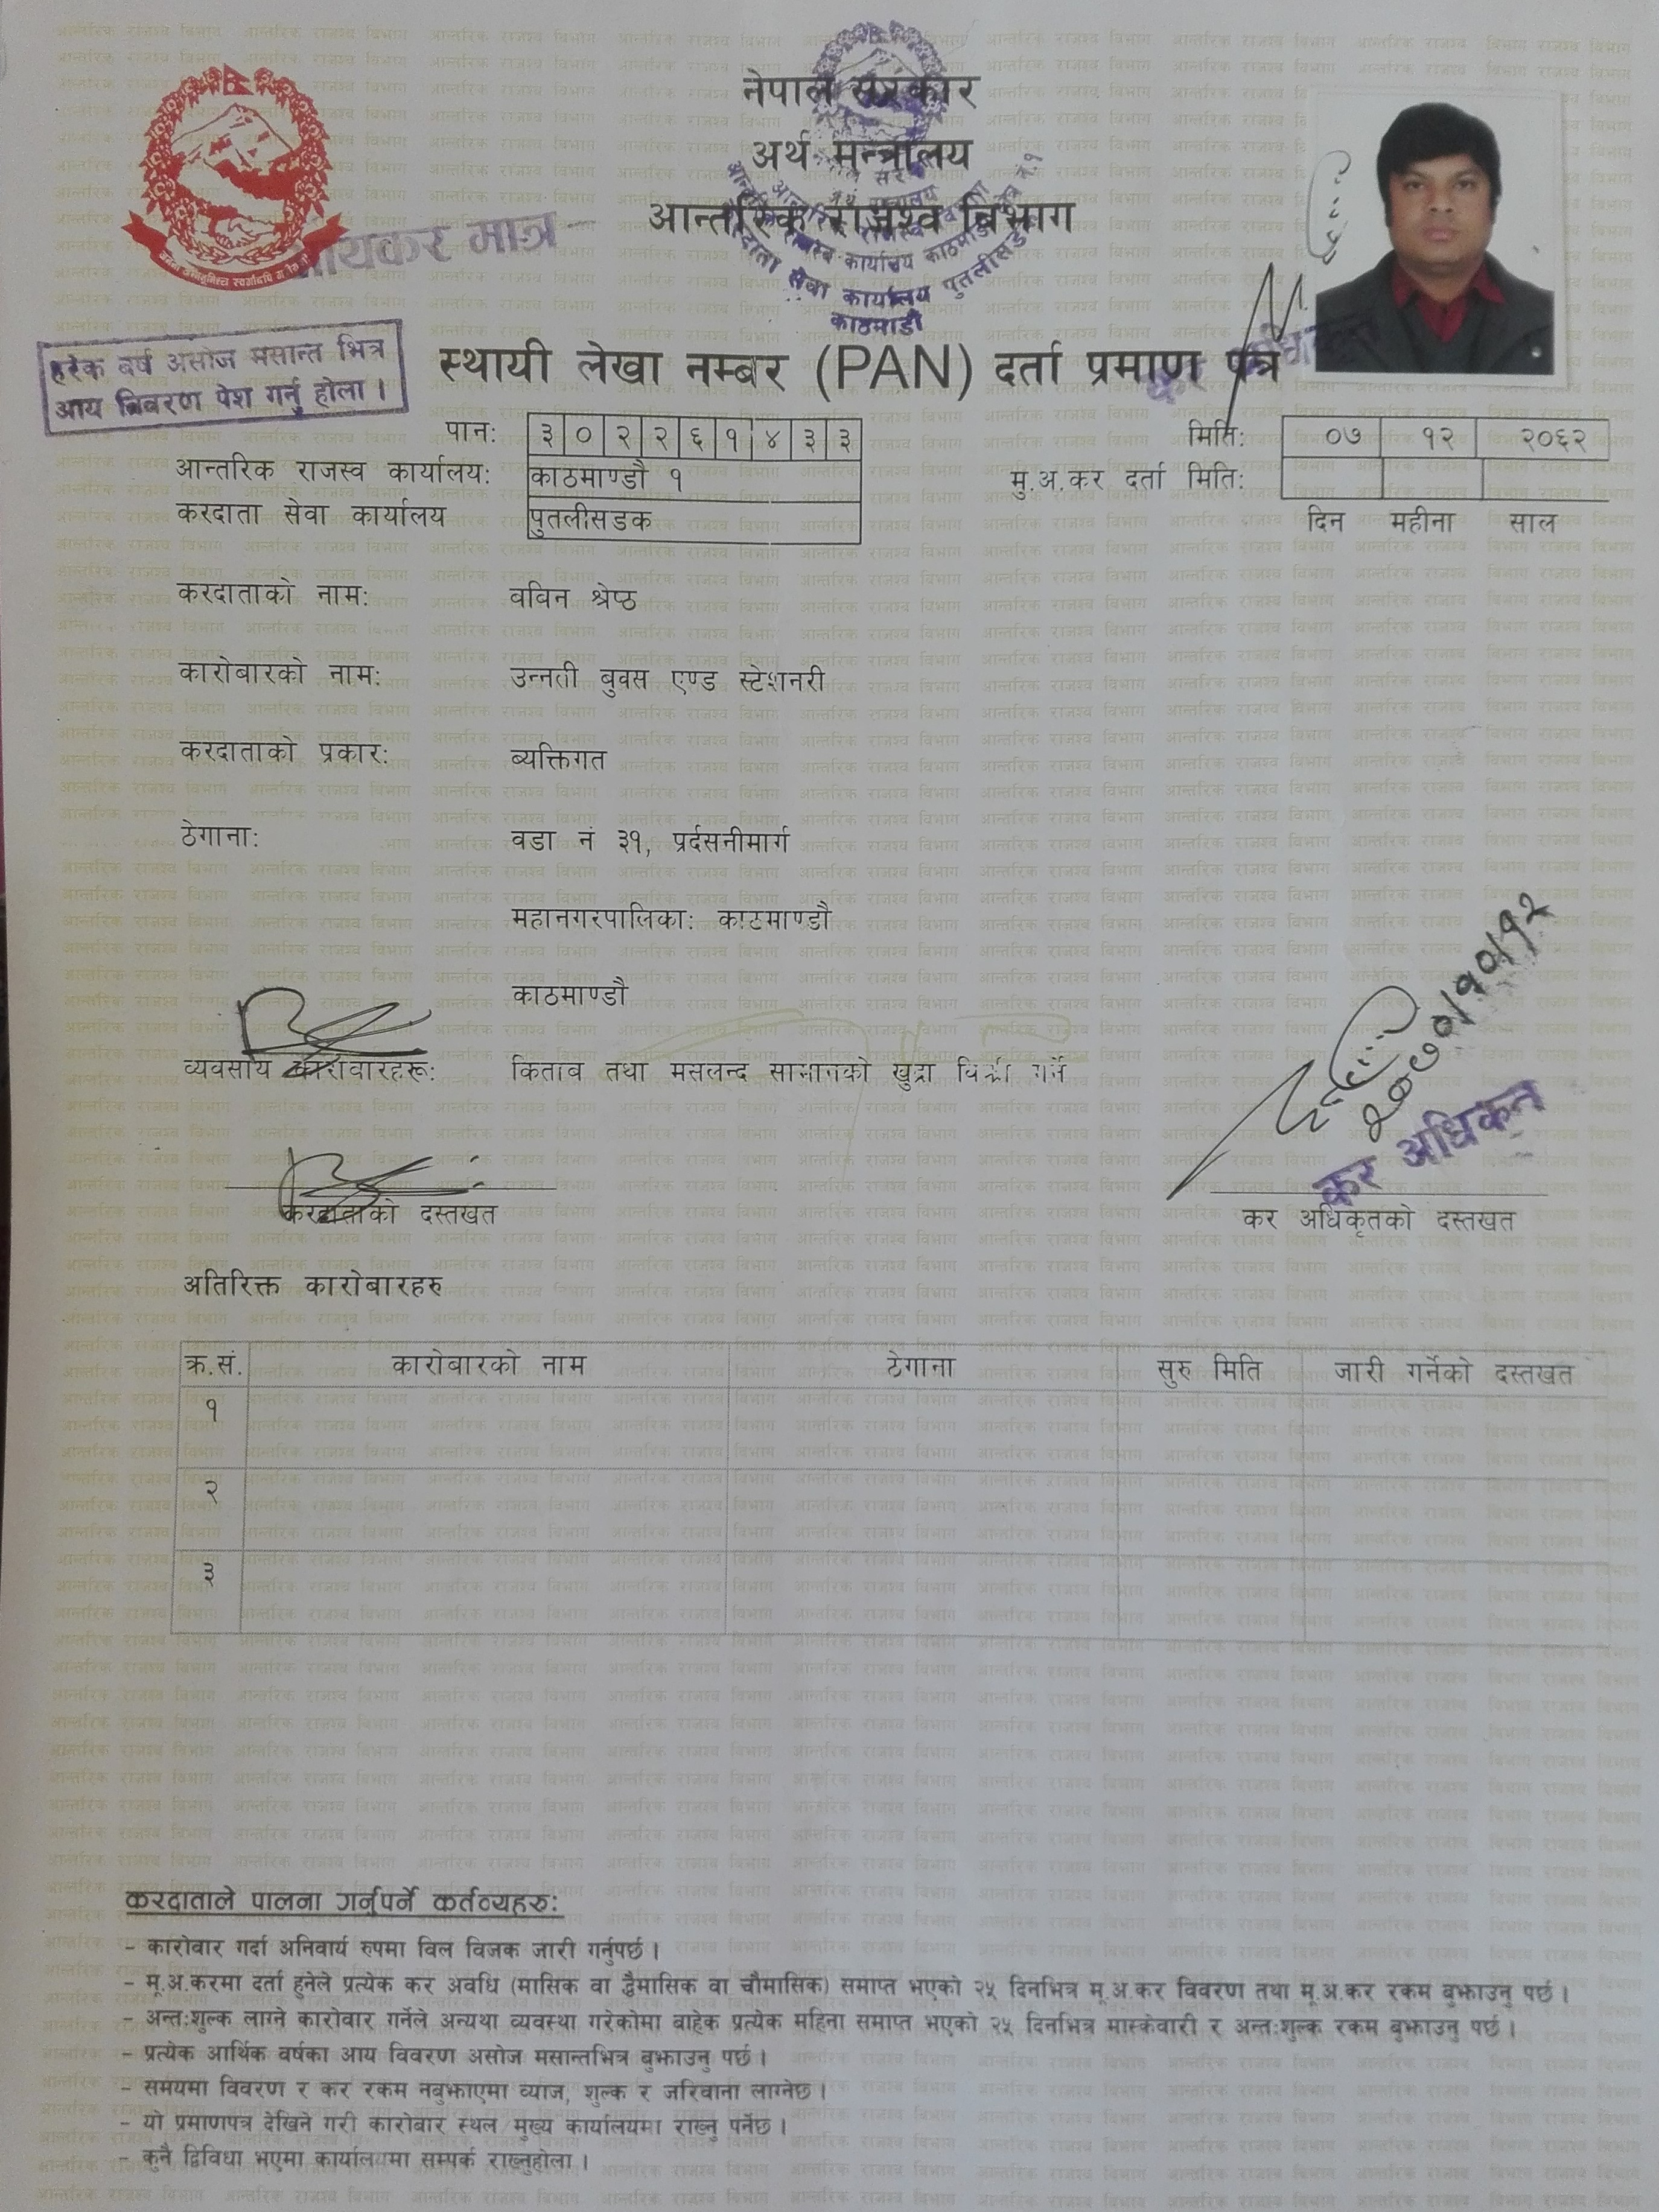 नेपाल सरकार
अर्थ मन्त्रालय
आन्तरिक राजश्व विभाग
आयकर मात्र
सेवा कार्यालय पुतलीसडक
काठमाडौं
हरेक बर्ष असोज मसान्त भित्र
आय विवरण पेश गर्नु होला ।
स्थायी लेखा नम्बर (PAN) दर्ता प्रमाण पत्र
पान: ३ ० २ २ ६ १ ४ ३ ३
मिति: ०७ १२ २०६२
आन्तरिक राजस्व कार्यालय: काठमाण्डौ १
मु.अ.कर दर्ता मिति:
करदाता सेवा कार्यालय पुतलीसडक
दिन महीना साल
करदाताको नाम: वविन श्रेष्ठ
कारोबारको नाम: उन्नती बुक्स एण्ड स्टेशनरी
करदाताको प्रकार: ब्यक्तिगत
ठेगाना: वडा नं ३१, प्रर्दसनीमार्ग
महानगरपालिका: काठमाण्डौ
काठमाण्डौ
व्यवसाय कारोवारहरू: किताव तथा मसलन्द सामानको खुद्रा विक्री गर्ने
२०७०/१०/१२
कर अधिकृत
करदाताको दस्तखत
कर अधिकृतको दस्तखत
अतिरिक्त कारोबारहरु
क्र.सं. कारोबारको नाम ठेगाना सुरु मिति जारी गर्नेको दस्तखत
१
२
३
करदाताले पालना गर्नुपर्ने कर्तव्यहरु:
- कारोवार गर्दा अनिवार्य रुपमा विल विजक जारी गर्नुपर्छ ।
- मू.अ.करमा दर्ता हुनेले प्रत्येक कर अवधि (मासिक वा द्वैमासिक वा चौमासिक) समाप्त भएको २५ दिनभित्र मू.अ.कर विवरण तथा मू.अ.कर रकम बुझाउनु पर्छ ।
- अन्त:शुल्क लाग्ने कारोवार गर्नेले अन्यथा व्यवस्था गरेकोमा बाहेक प्रत्येक महिना समाप्त भएको २५ दिनभित्र मास्केवारी र अन्त:शुल्क रकम बुझाउनु पर्छ ।
- प्रत्येक आर्थिक वर्षका आय विवरण असोज मसान्तभित्र बुझाउनु पर्छ ।
- समयमा विवरण र कर रकम नबुझाएमा व्याज, शुल्क र जरिवाना लाग्नेछ ।
- यो प्रमाणपत्र देखिने गरी कारोबार स्थल/मुख्य कार्यालयमा राख्नु पर्नेछ ।
- कुनै द्विविधा भएमा कार्यालयमा सम्पर्क राख्नुहोला ।